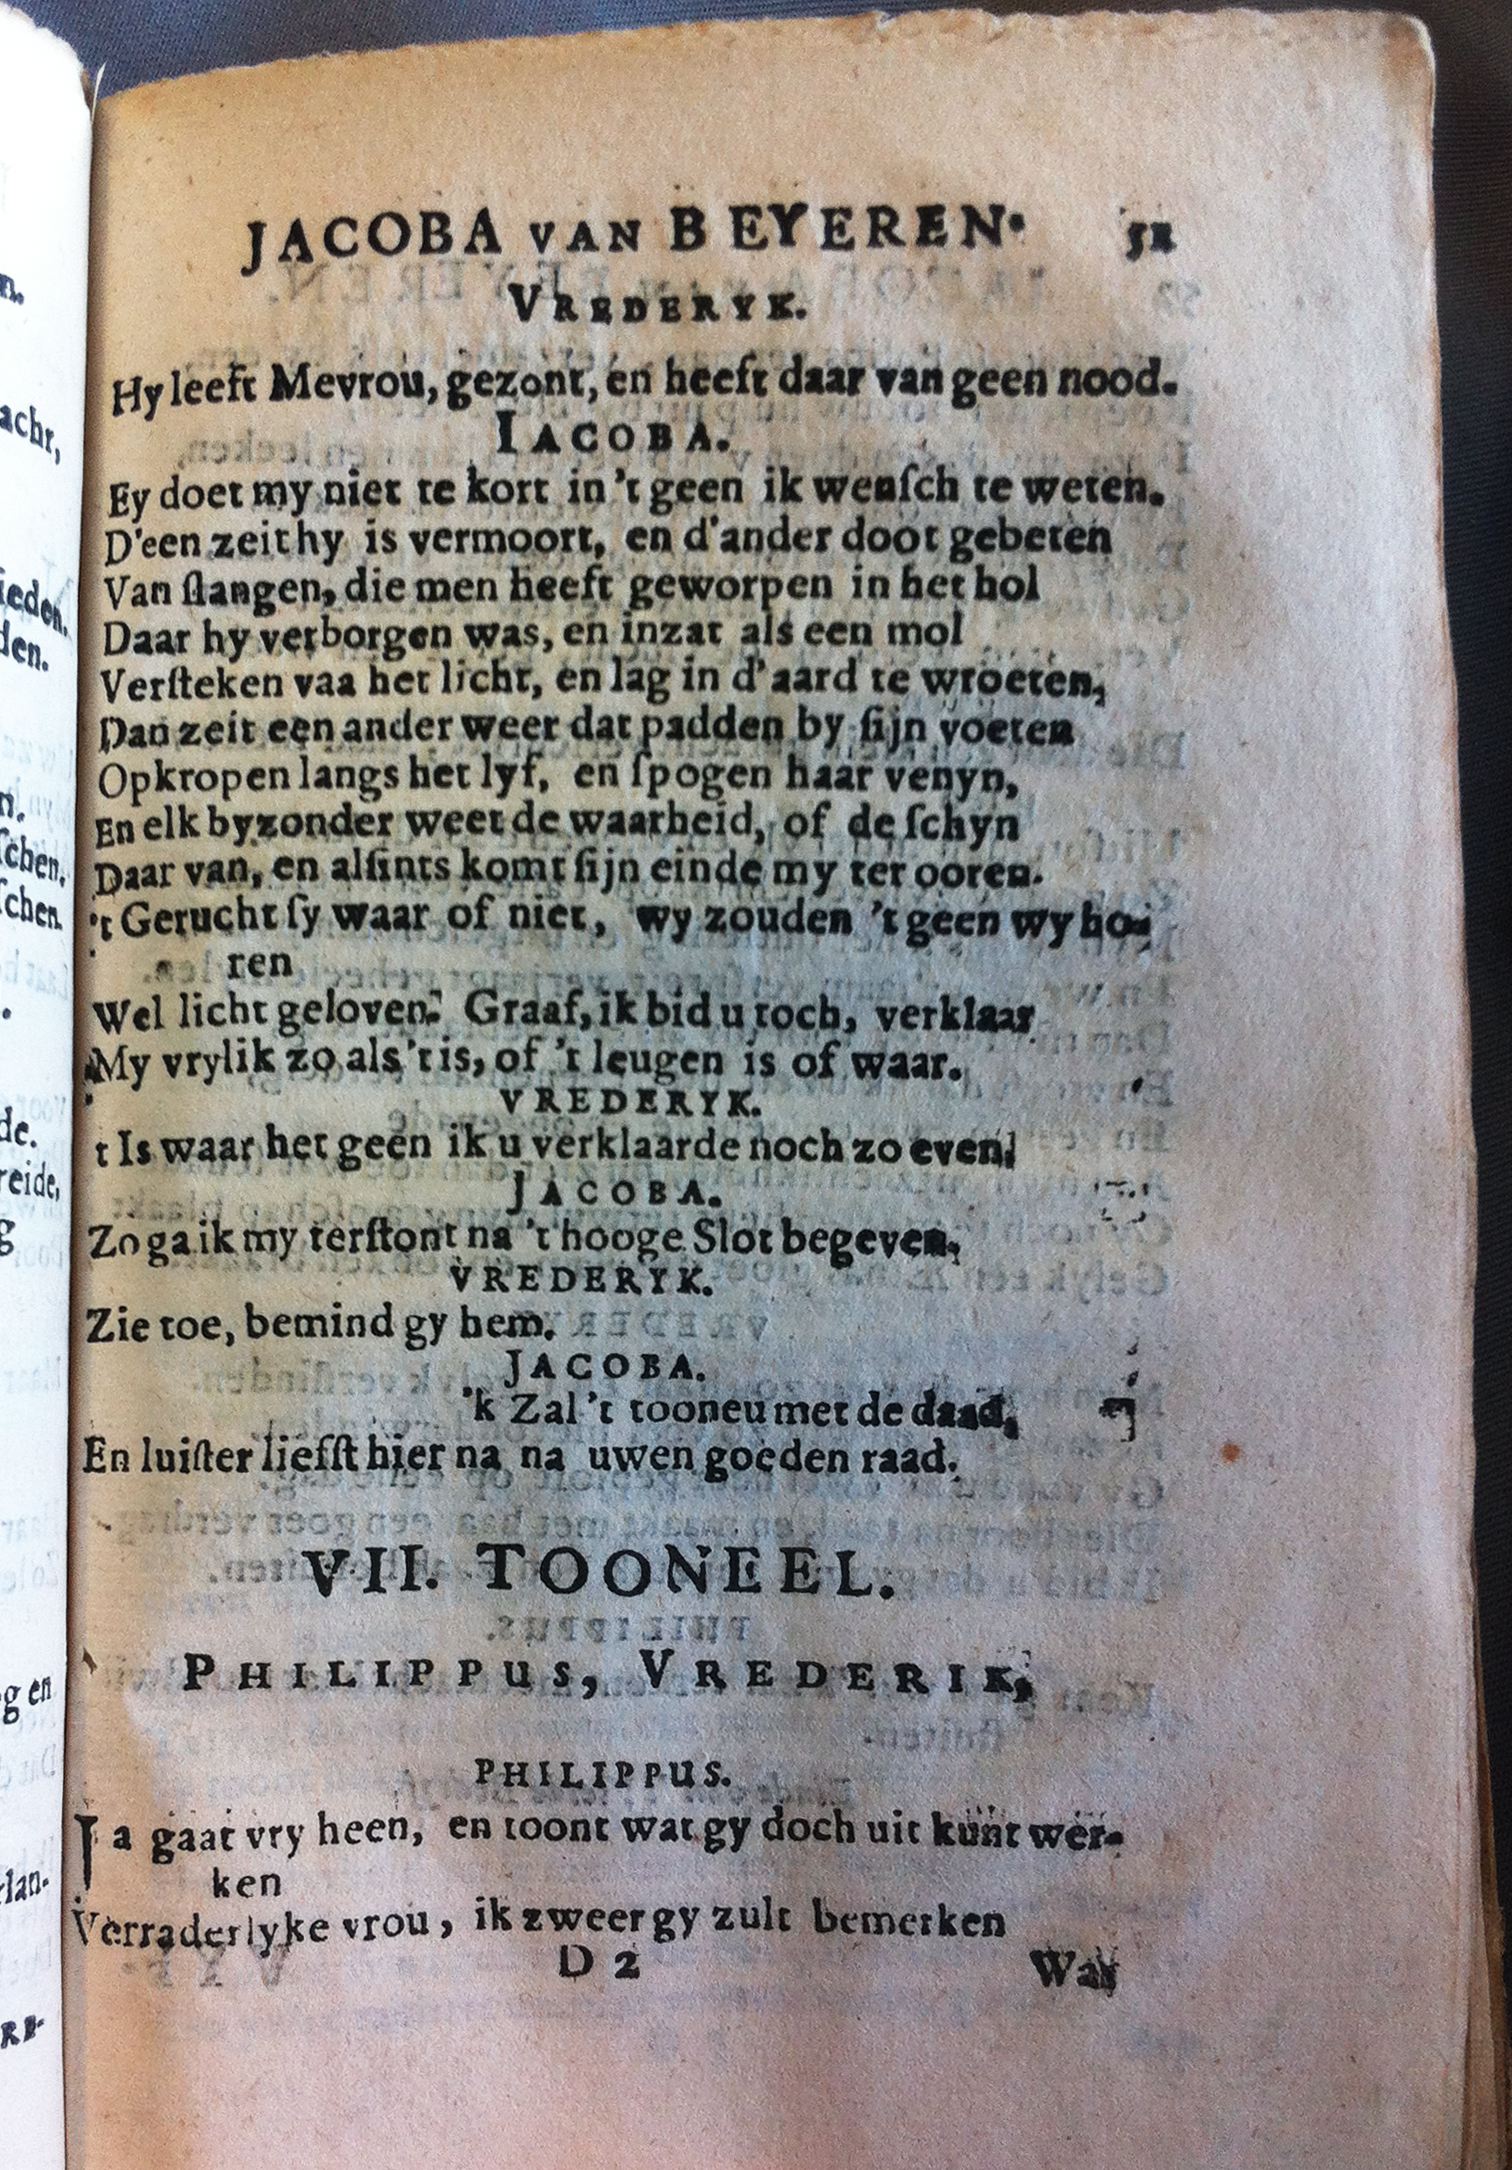 JACOBA VAN BEYEREN. 51
VREDERYK.
Hy leeft Mevrou, gezont, en heeft daar van geen nood.
IACOBA.
Ey doet my niet te kort in 't geen ik wenſch te weten.
D'een zeit hy is vermoort, en d'ander doot gebeten
Van ſlangen, die men heeft geworpen in het hol
Daar hy verborgen was, en inzat als een mol
Verſteken vaa het licht, en lag in d'aard te wroeten,
Dan zeit een ander weer dat padden by ſijn voeten
Opkropen langs het lyf, en ſpogen haar venyn,
En elk byzonder weet de waarheid, of de ſchyn
Daar van, en alſints komt ſijn einde my ter ooren.
't Gerucht ſy waar of niet, wy zouden 't geen wy hoo-
ren
Wel licht geloven: Graaf, ik bid u toch, verklaar
My vrylik zo als 't is, of 't leugen is of waar.
VREDERYK.
t Is waar het geen ik u verklaarde noch zo even.
JACOBA.
Zo ga ik my terſtont na 't hooge Slot begeven,
VREDERYK.
Zie toe, bemind gy hem.
JACOBA.
'k Zal 't tooneu met de daad,
En luiſter liefſt hier na na uwen goeden raad.
VII. TOONEEL.
PHILIPPUS, VREDERIK,
PHILIPPUS.
Ja gaat vry heen, en toont wat gy doch uit kunt wer-
ken
Verraderlyke vrou, ik zweer gy zult bemerken
D 2 Wat